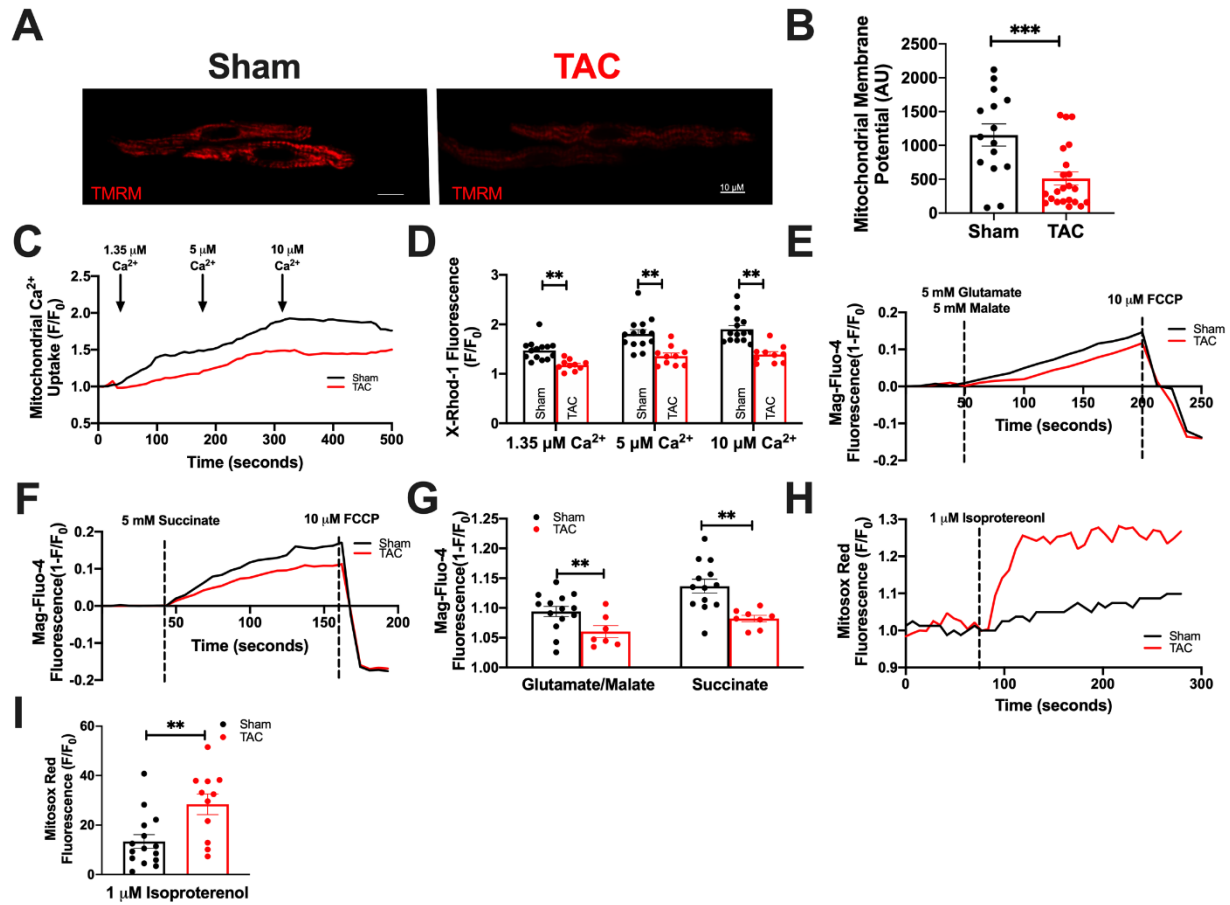 A
Sham
TAC
TMRM
TMRM
10 μM
B
***
Mitochondrial Membrane
Potential (AU)
2500
2000
1500
1000
500
0
Sham
TAC
C
1.35 μM
Ca2+
5 μM
Ca2+
10 μM
Ca2+
Mitochondrial Ca2+
Uptake (F/F0)
2.5
2.0
1.5
1.0
0.5
0
100
200
300
400
500
Sham
TAC
Time (seconds)
D
X-Rhod-1 Fluorescence
(F/F0)
3
2
1
0
**
**
**
Sham
TAC
Sham
TAC
Sham
TAC
1.35 μM Ca2+
5 μM Ca2+
10 μM Ca2+
E
5 mM Glutamate
5 mM Malate
10 μM FCCP
Mag-Fluo-4
Fluorescence(1-F/F0)
0.2
0.1
0.0
-0.1
-0.2
50
100
150
200
250
Sham
TAC
Time (seconds)
F
5 mM Succinate
10 μM FCCP
Mag-Fluo-4
Fluorescence(1-F/F0)
0.2
0.1
0.0
-0.1
-0.2
50
100
150
200
Sham
TAC
Time (seconds)
G
Sham
TAC
Mag-Fluo-4
Fluorescence(1-F/F0)
1.25
1.20
1.15
1.10
1.05
1.00
**
**
Glutamate/Malate
Succinate
H
1 μM Isoprotereonl
Mitosox Red
Fluorescence (F/F0)
1.3
1.2
1.1
1.0
0.9
0
100
200
300
Sham
TAC
Time (seconds)
I
Sham
TAC
**
Mitosox Red
Fluorescence (F/F0)
60
40
20
0
1 μM Isoproterenol